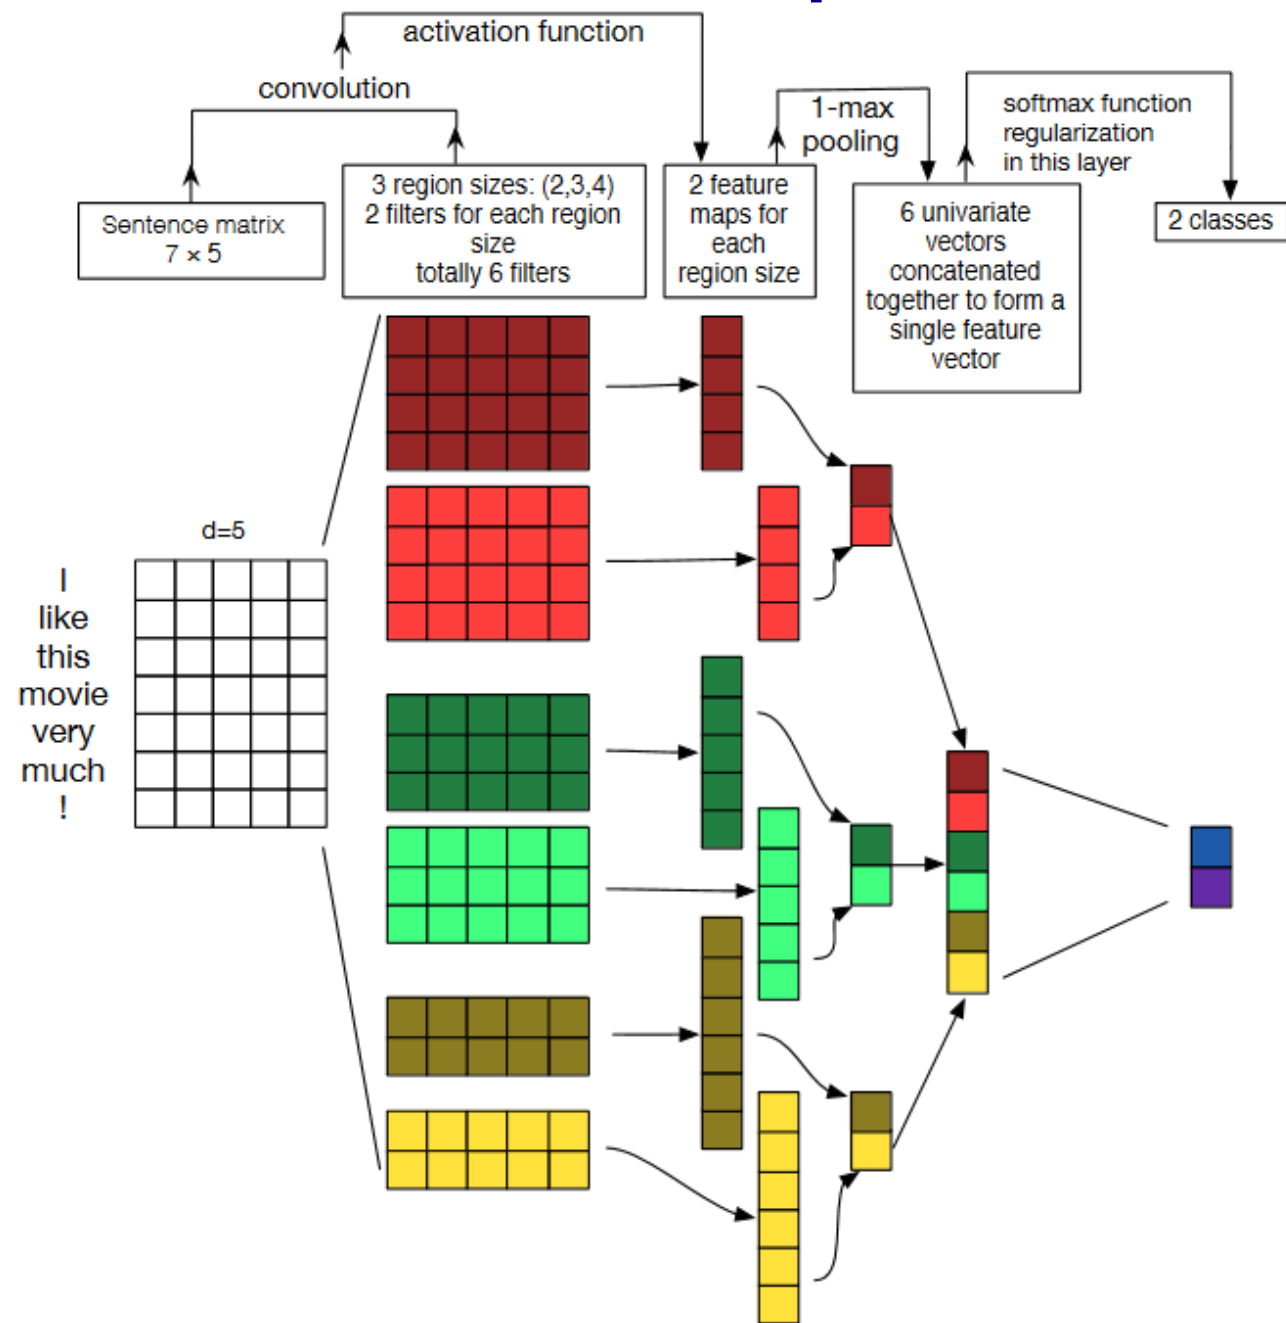 activation function
convolution
1-max
pooling
softmax function
regularization
in this layer
Sentence matrix
7 × 5
3 region sizes: (2,3,4)
2 filters for each region
size
totally 6 filters
2 feature
maps for
each
region size
6 univariate
vectors
concatenated
together to form a
single feature
vector
2 classes
d=5
I
like
this
movie
very
much
!